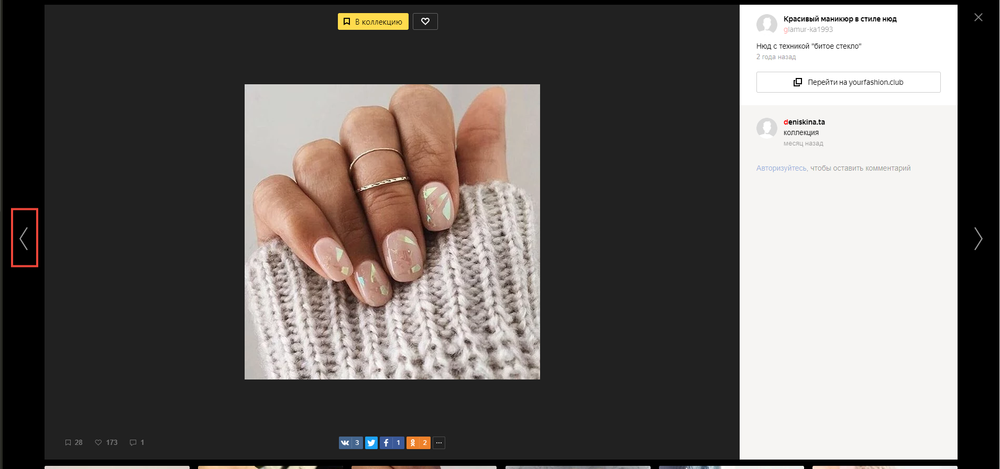 В коллекцию
Красивый маникюр в стиле нюд
glamur-ka1993
Нюд с техникой "битое стекло"
2 года назад
Перейти на yourfashion.club
deniskina.ta
коллекция
месяц назад
Авторизуйтесь, чтобы оставить комментарий
28 173 1
3 1 2 ...